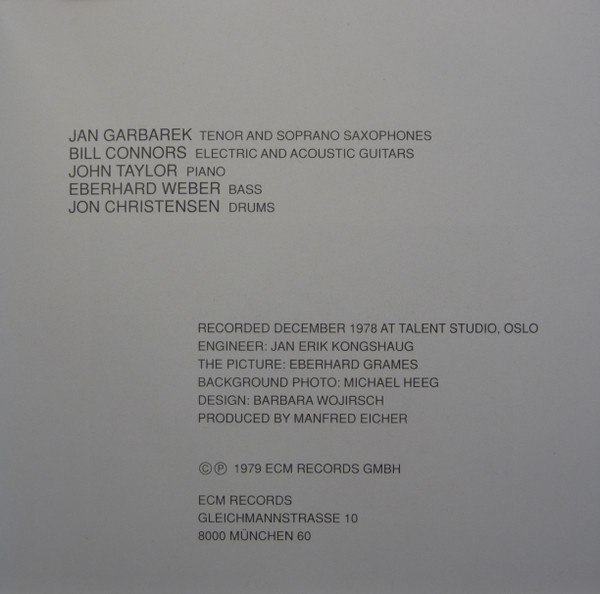 JAN GARBAREK TENOR AND SOPRANO SAXOPHONES
BILL CONNORS ELECTRIC AND ACOUSTIC GUITARS
JOHN TAYLOR PIANO
EBERHARD WEBER BASS
JON CHRISTENSEN DRUMS
RECORDED DECEMBER 1978 AT TALENT STUDIO, OSLO
ENGINEER: JAN ERIK KONGSHAUG
THE PICTURE: EBERHARD GRAMES
BACKGROUND PHOTO: MICHAEL HEEG
DESIGN: BARBARA WOJIRSCH
PRODUCED BY MANFRED EICHER
©℗ 1979 ECM RECORDS GMBH
ECM RECORDS
GLEICHMANNSTRASSE 10
8000 MÜNCHEN 60